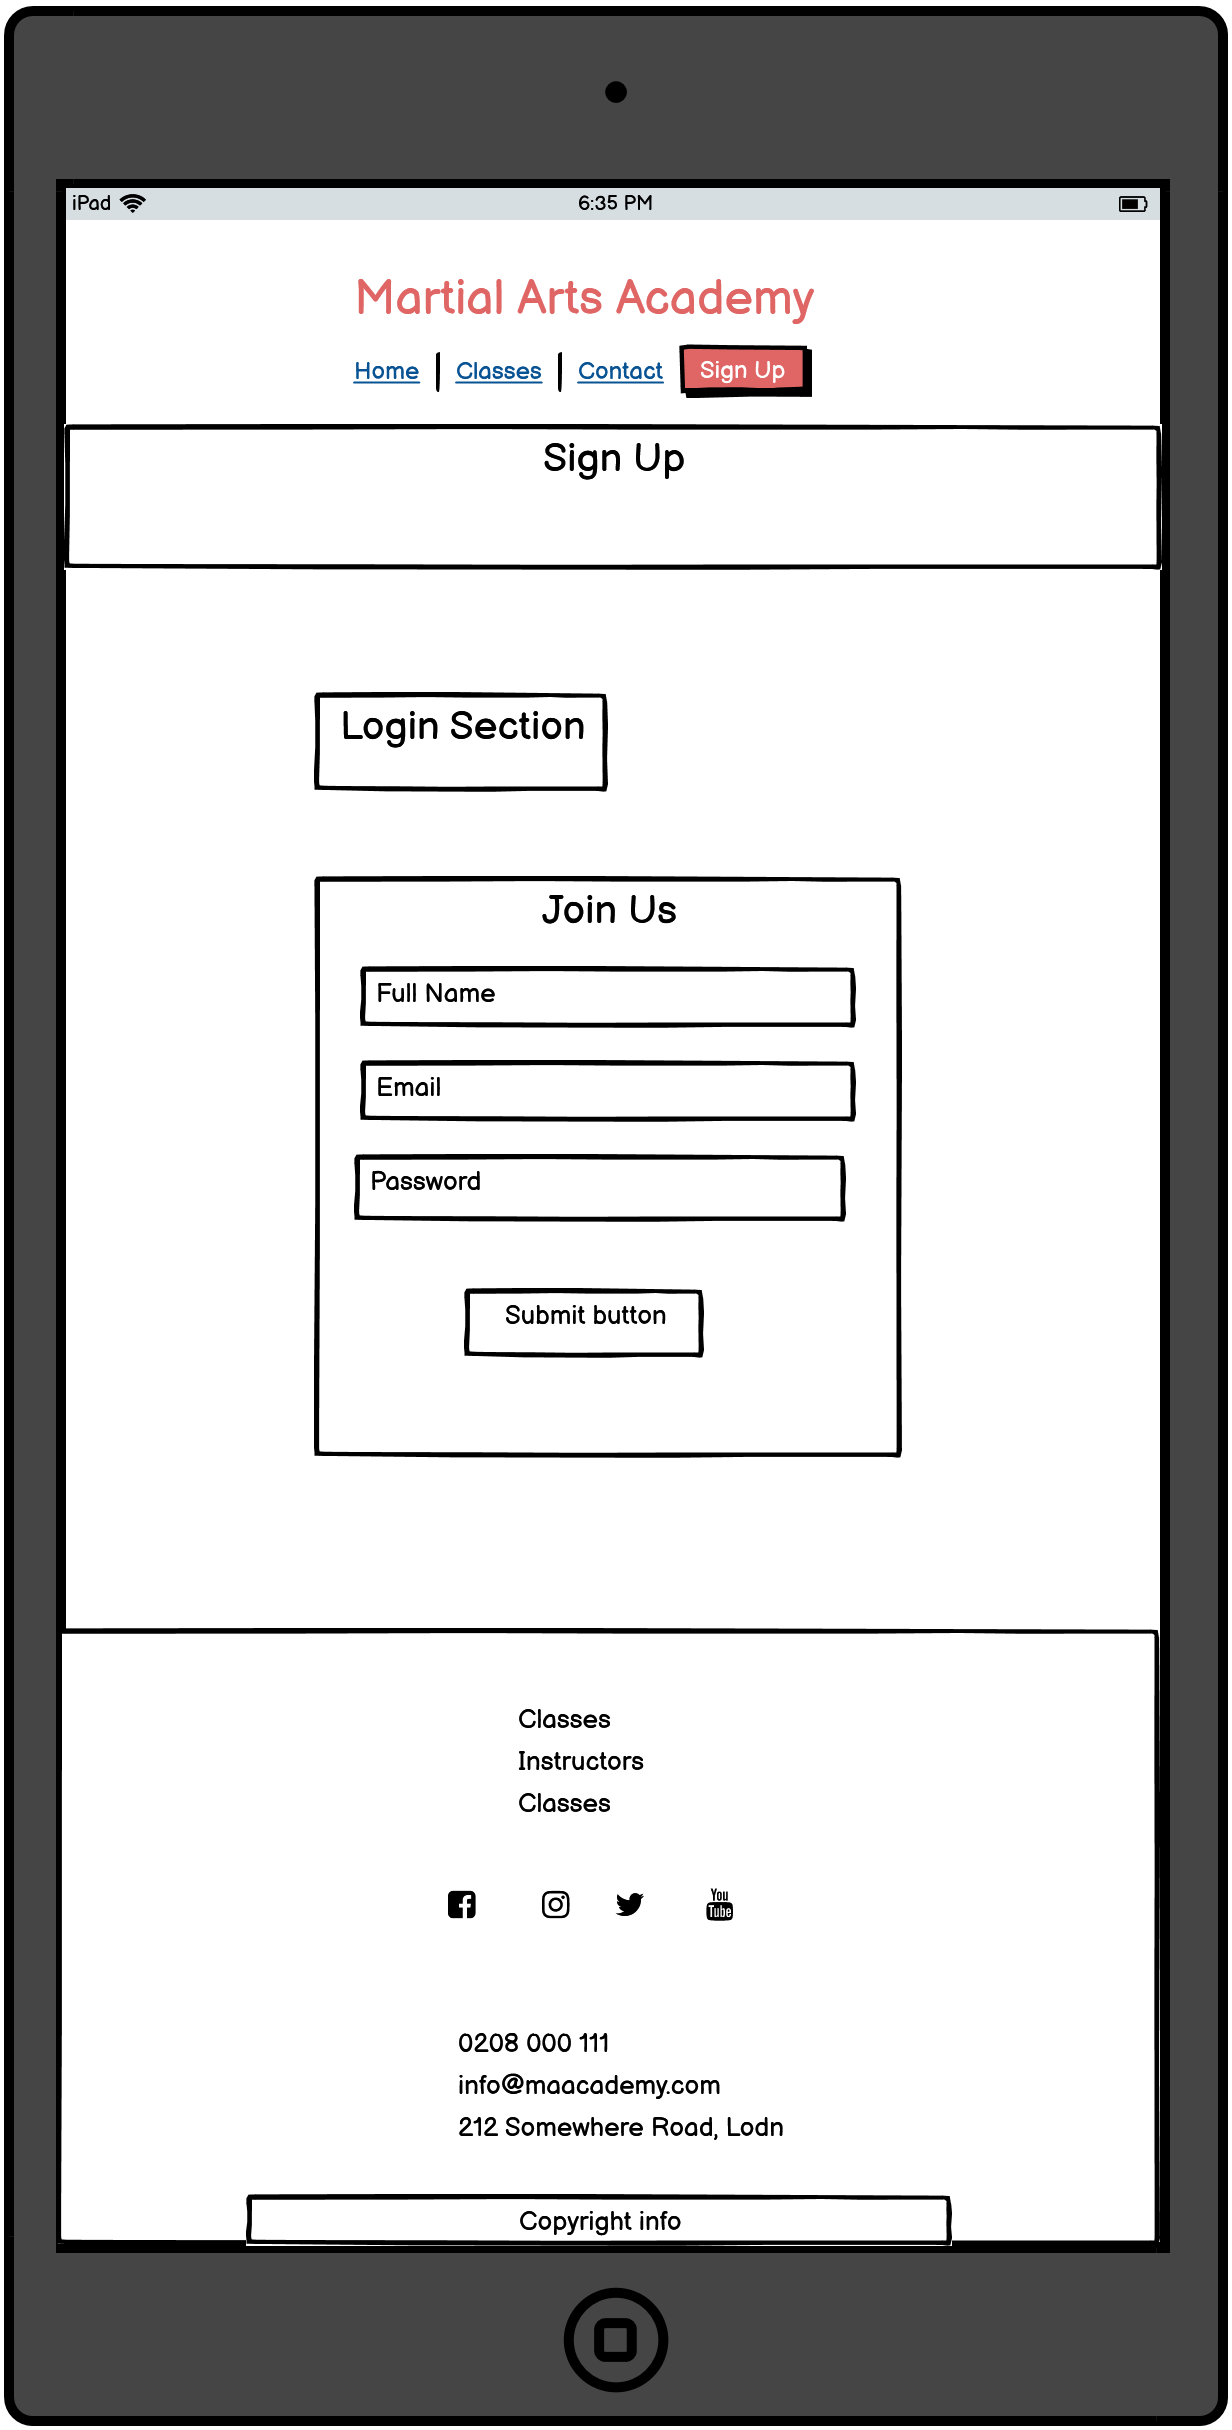 iPad 6:35 PM
Martial Arts Academy
Home Classes Contact Sign Up
Sign Up
Login Section
Join Us
Full Name
Email
Password
Submit button
Classes
Instructors
Classes
You
Tube
0208 000 111
info@maacademy.com
212 Somewhere Road, Lodn
Copyright info